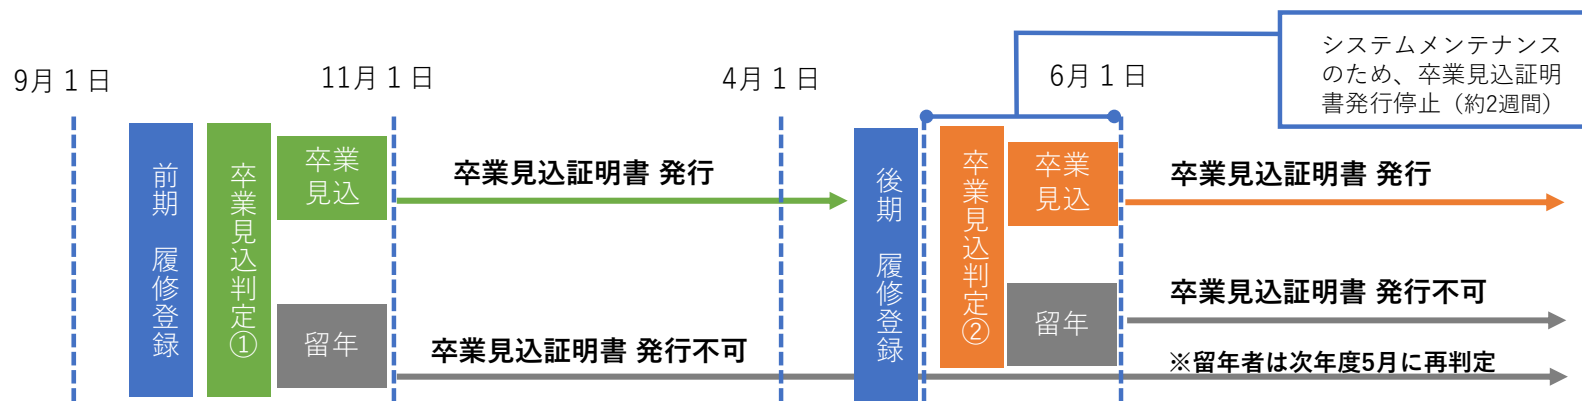 9月１日
11月１日
4月１日
6月１日
システムメンテナンス
のため、卒業見込証明
書発行停止（約2週間）
前期　履修登録
卒業見込判定①
卒業
見込
卒業見込証明書 発行
留年
卒業見込証明書 発行不可
後期　履修登録
卒業見込判定②
卒業
見込
卒業見込証明書 発行
留年
卒業見込証明書 発行不可
※留年者は次年度5月に再判定